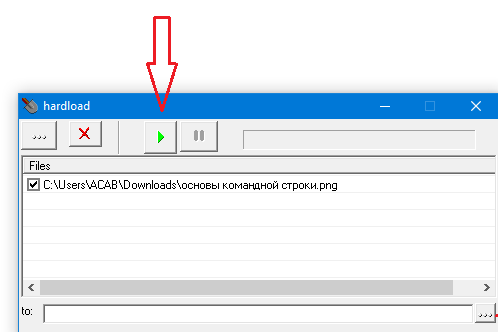 hardload
...
Files
C:\Users\ACAB\Downloads\основы командной строки.png
to:
...